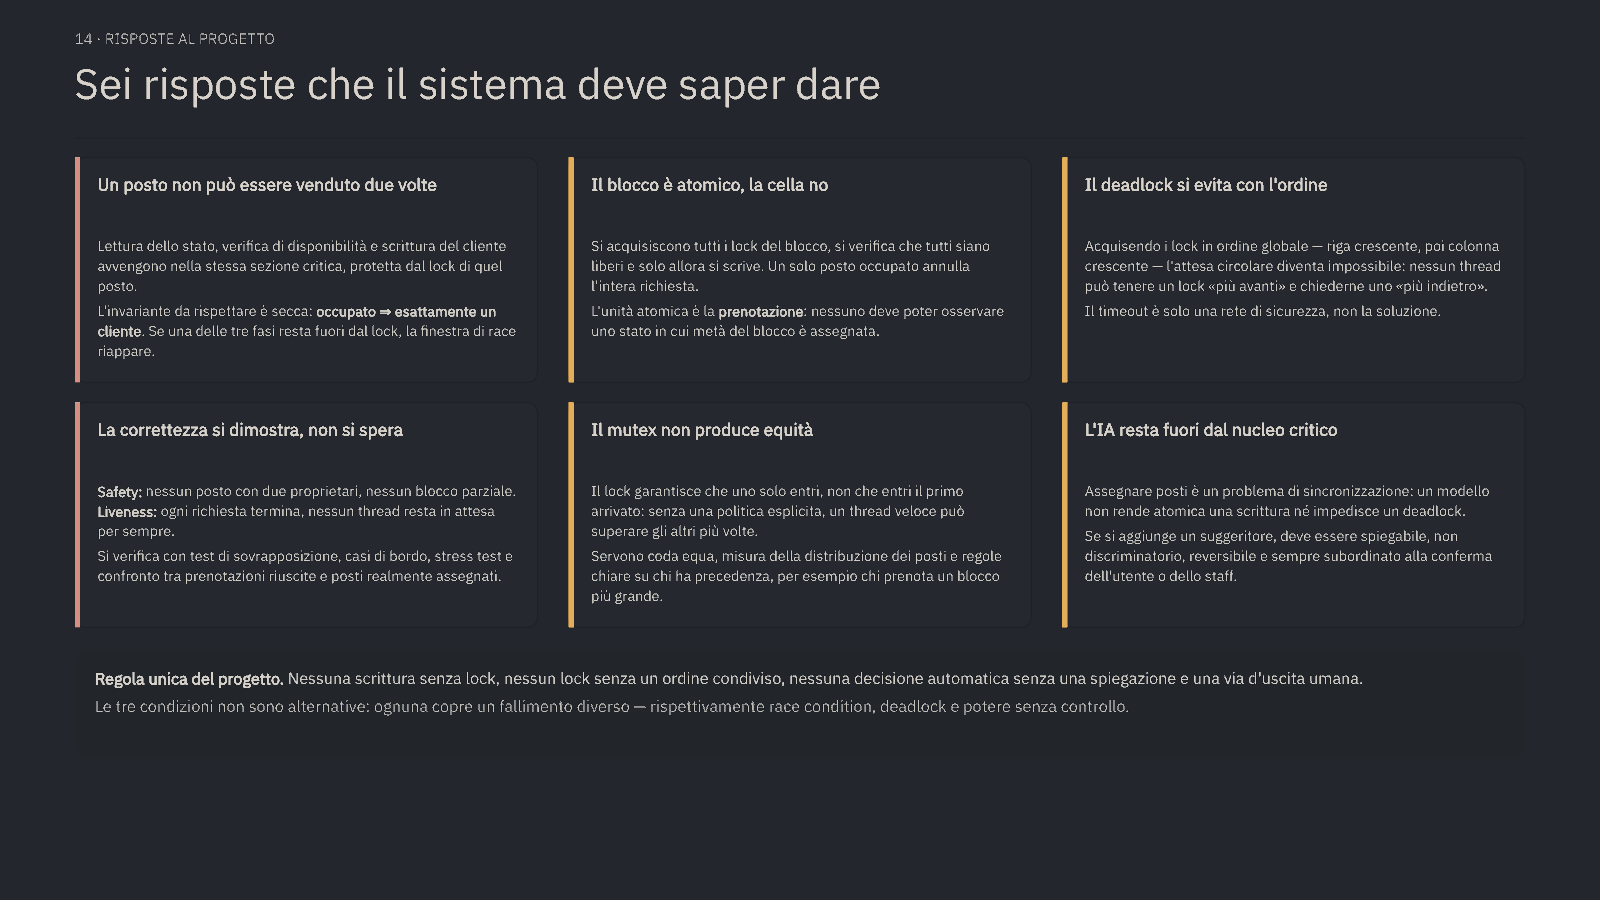 14 · RISPOSTE AL PROGETTO
Sei risposte che il sistema deve saper dare
Un posto non può essere venduto due volte
Lettura dello stato, verifica di disponibilità e scrittura del cliente
avvengono nella stessa sezione critica, protetta dal lock di quel
posto.
L'invariante da rispettare è secca: occupato ⇒ esattamente un
cliente. Se una delle tre fasi resta fuori dal lock, la finestra di race
riappare.
Il blocco è atomico, la cella no
Si acquisiscono tutti i lock del blocco, si verifica che tutti siano
liberi e solo allora si scrive. Un solo posto occupato annulla
l'intera richiesta.
L'unità atomica è la prenotazione: nessuno deve poter osservare
uno stato in cui metà del blocco è assegnata.
Il deadlock si evita con l'ordine
Acquisendo i lock in ordine globale — riga crescente, poi colonna
crescente — l'attesa circolare diventa impossibile: nessun thread
può tenere un lock «più avanti» e chiederne uno «più indietro».
Il timeout è solo una rete di sicurezza, non la soluzione.
La correttezza si dimostra, non si spera
Safety: nessun posto con due proprietari, nessun blocco parziale.
Liveness: ogni richiesta termina, nessun thread resta in attesa
per sempre.
Si verifica con test di sovrapposizione, casi di bordo, stress test e
confronto tra prenotazioni riuscite e posti realmente assegnati.
Il mutex non produce equità
Il lock garantisce che uno solo entri, non che entri il primo
arrivato: senza una politica esplicita, un thread veloce può
superare gli altri più volte.
Servono coda equa, misura della distribuzione dei posti e regole
chiare su chi ha precedenza, per esempio chi prenota un blocco
più grande.
L'IA resta fuori dal nucleo critico
Assegnare posti è un problema di sincronizzazione: un modello
non rende atomica una scrittura né impedisce un deadlock.
Se si aggiunge un suggeritore, deve essere spiegabile, non
discriminatorio, reversibile e sempre subordinato alla conferma
dell'utente o dello staff.
Regola unica del progetto. Nessuna scrittura senza lock, nessun lock senza un ordine condiviso, nessuna decisione automatica senza una spiegazione e una via d'uscita umana.
Le tre condizioni non sono alternative: ognuna copre un fallimento diverso — rispettivamente race condition, deadlock e potere senza controllo.